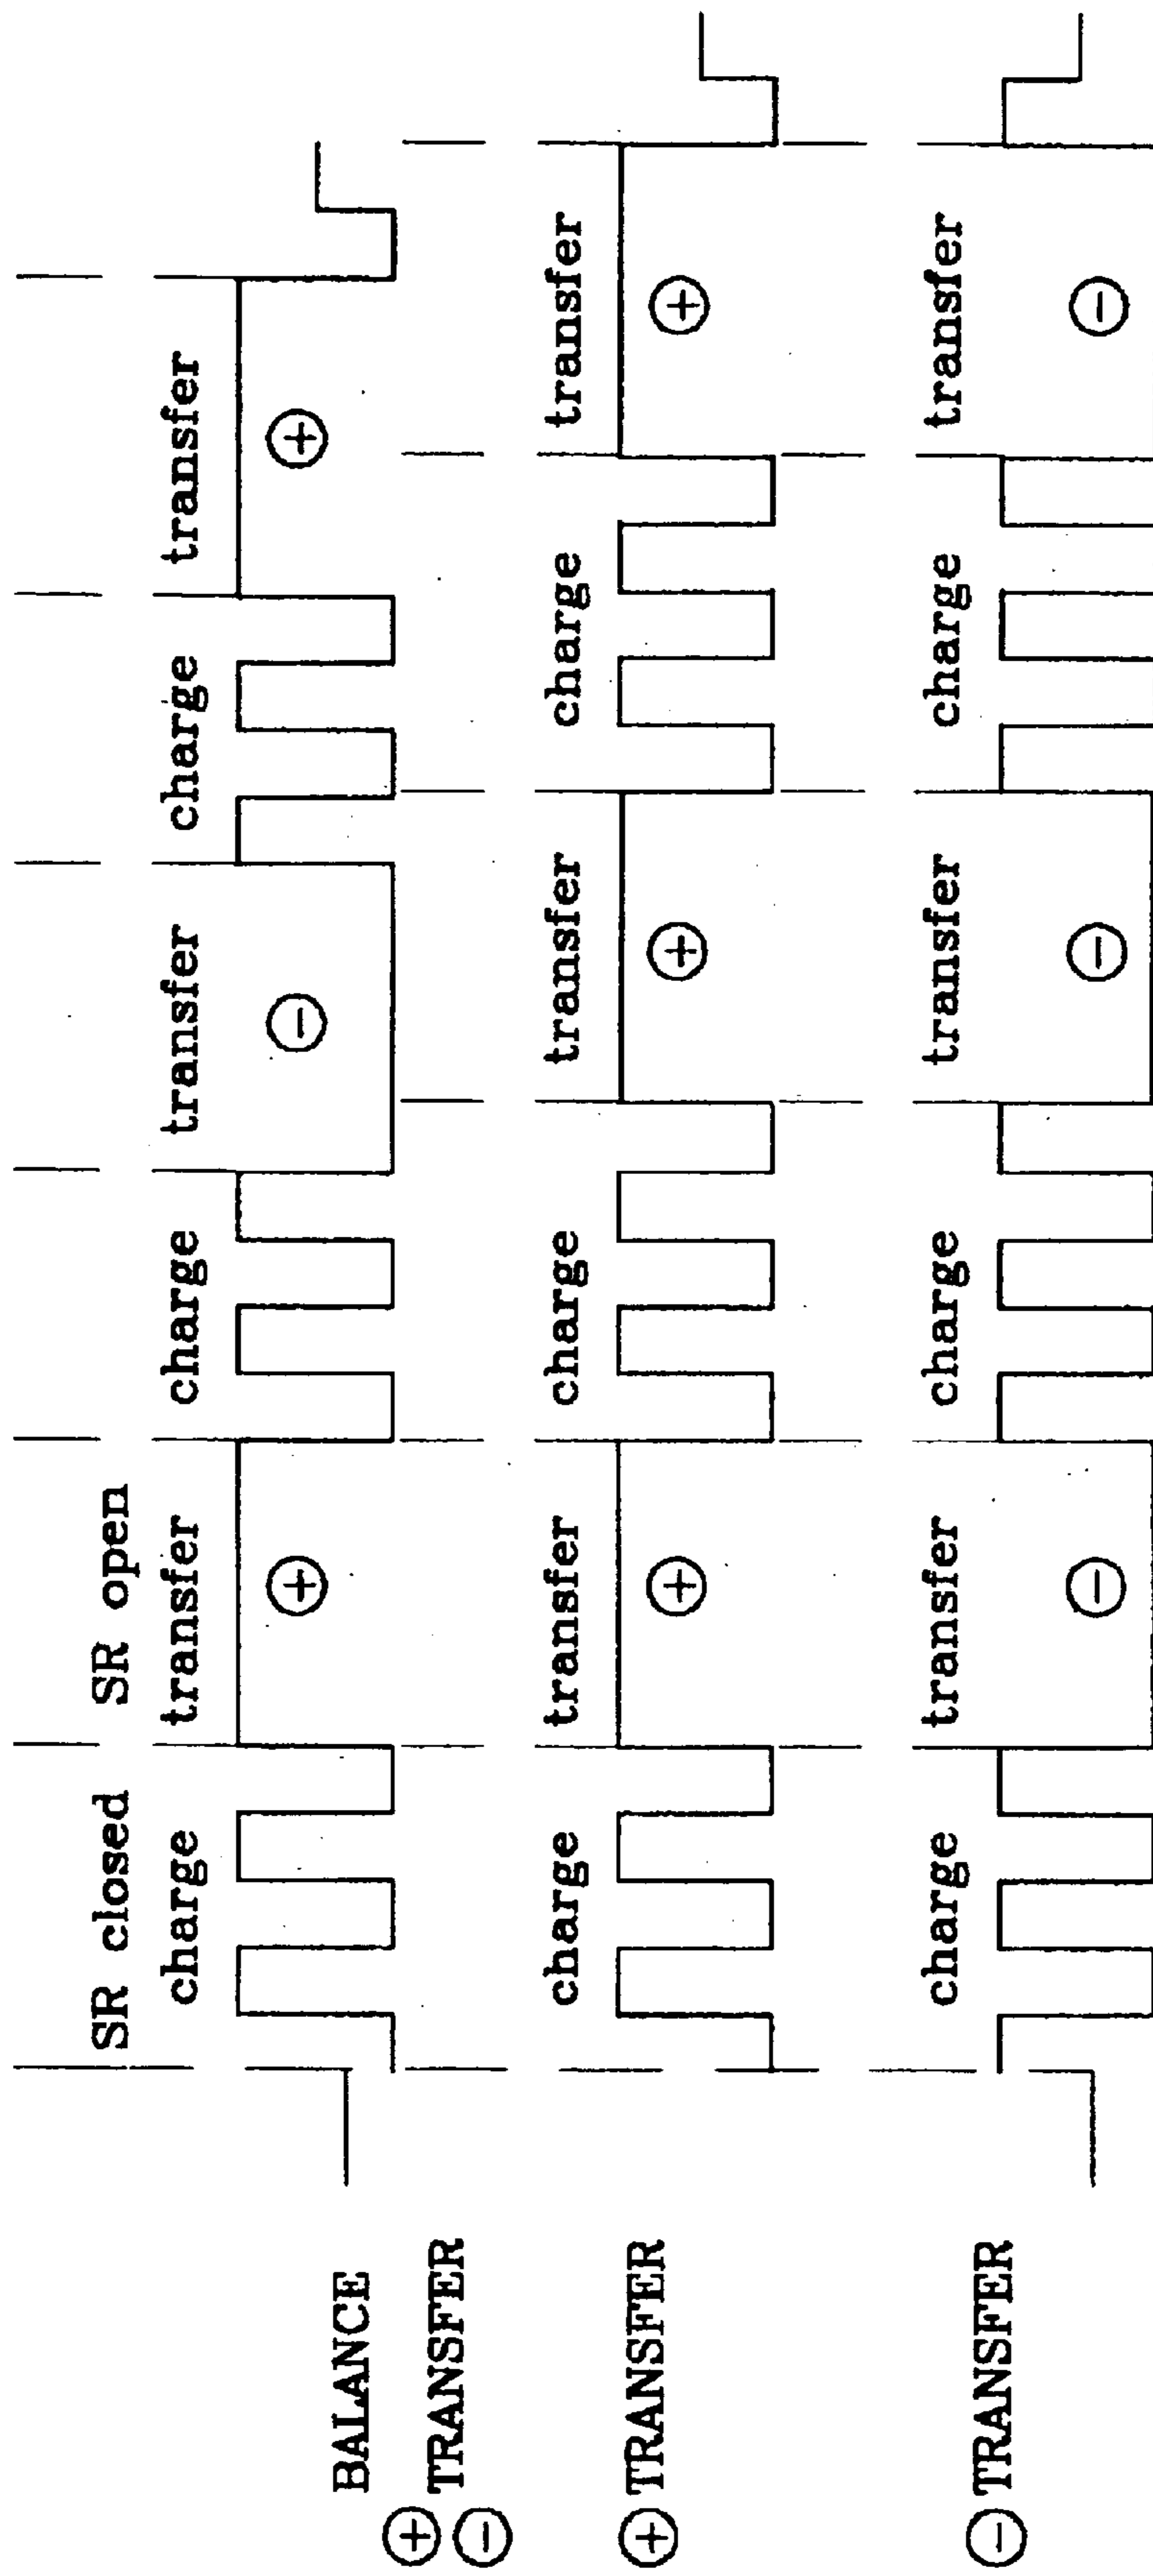 SR closed SR open
charge transfer charge transfer charge transfer
⊕ ⊖ ⊕
BALANCE
⊕
⊖ TRANSFER
charge transfer charge transfer charge transfer
⊕ TRANSFER
⊕ ⊕ ⊕
charge transfer charge transfer charge transfer
⊖ TRANSFER
⊖ ⊖ ⊖